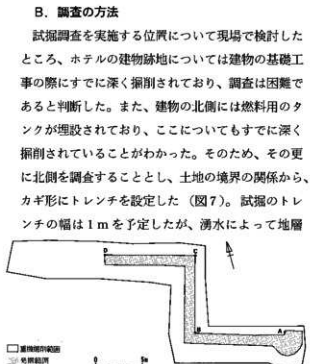 B. 調査の方法
試掘調査を実施する位置について現場で検討した
ところ、ホテルの建物跡地については建物の基礎工
事の際にすでに深く掘削されており、調査は困難で
あると判断した。また、建物の北側には燃料用のタ
ンクが埋設されており、ここについてもすでに深く
掘削されていることがわかった。そのため、その更
に北側を調査することとし、土地の境界の関係から、
カギ形にトレンチを設定した（図7）。試掘のトレ
ンチの幅は1mを予定したが、湧水によって地層
D
C
B
A
重機掘削範囲
発掘範囲
0 5m